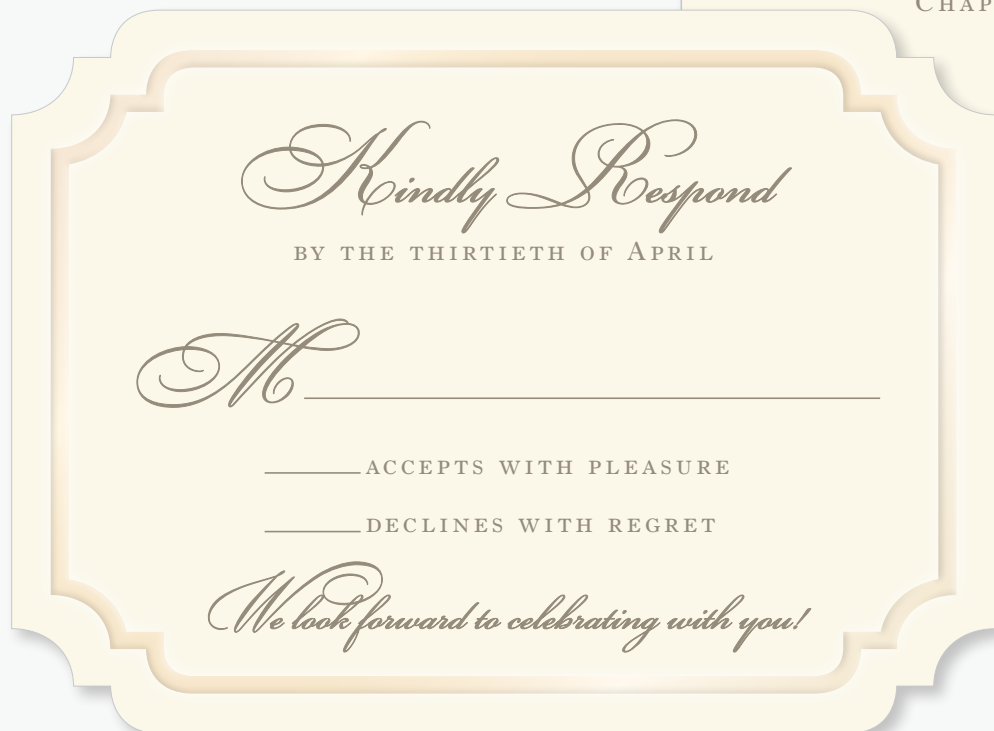 Chap
Kindly Respond
by the thirtieth of April
M
accepts with pleasure
declines with regret
We look forward to celebrating with you!